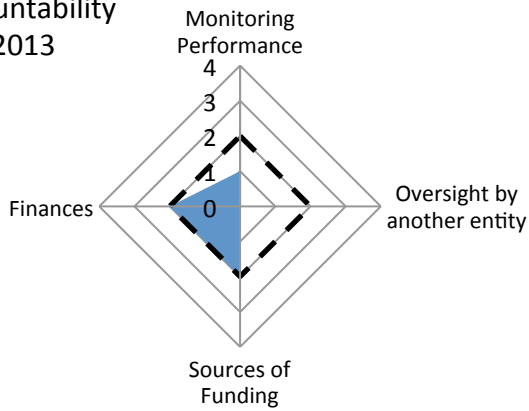 untability
2013
Monitoring
Performance
4
3
2
1
0
Finances
Oversight by
another entity
Sources of
Funding